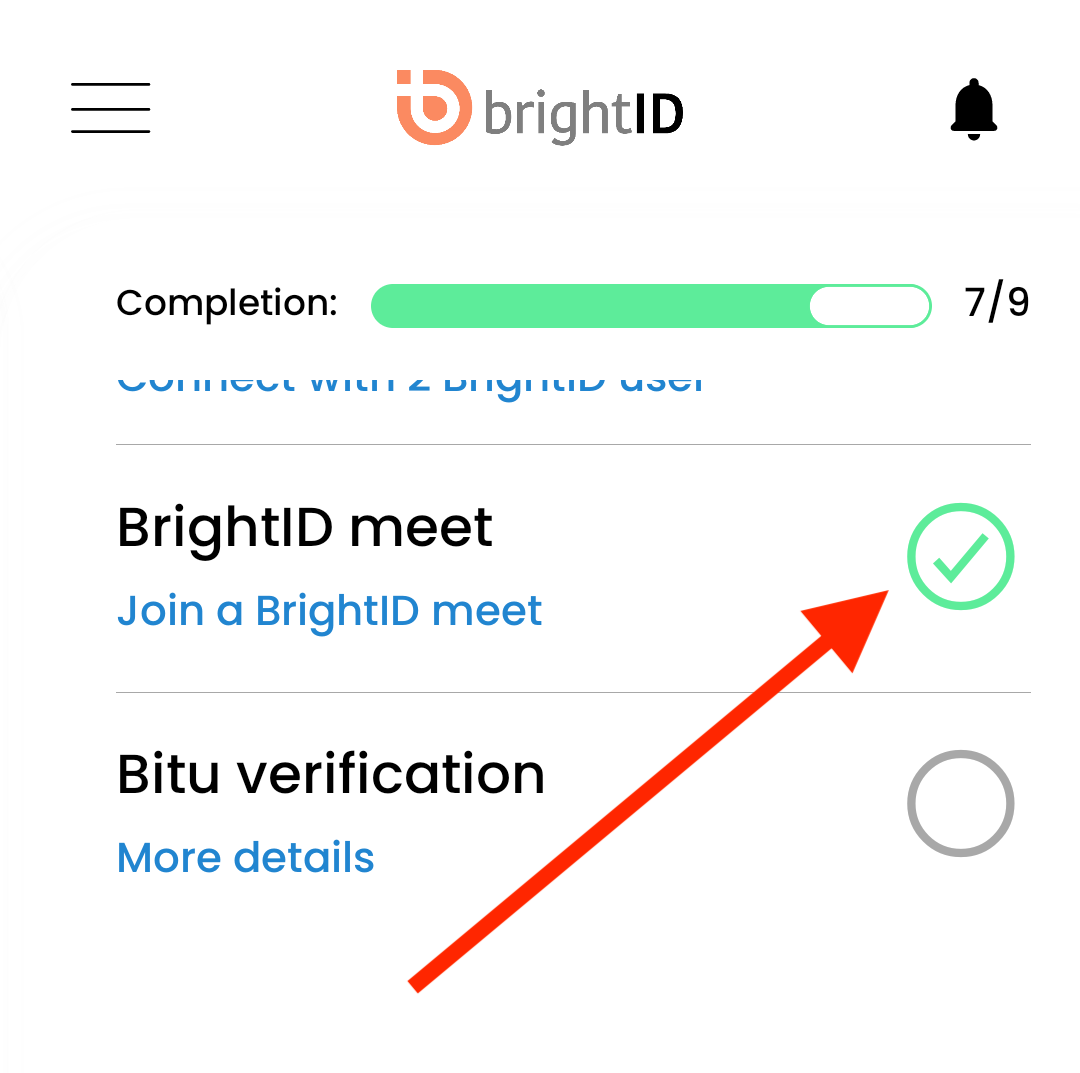 brightID
Completion:
7/9
Connect with 2 BrightID user
BrightID meet
Join a BrightID meet
Bitu verification
More details